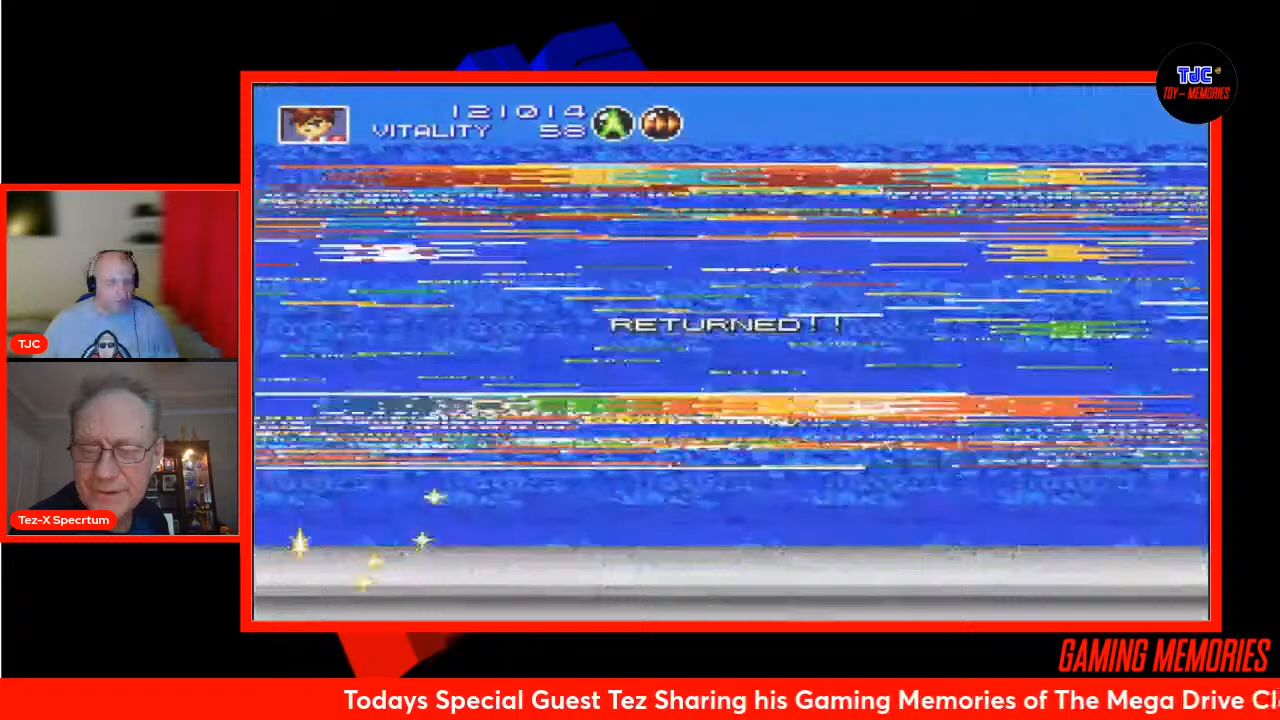 TJC
TOY-MEMORIES
121014
VITALITY 58
RETURNED!!
TJC
Tez-X Specrtum
GAMING MEMORIES
Todays Special Guest Tez Sharing his Gaming Memories of The Mega Drive